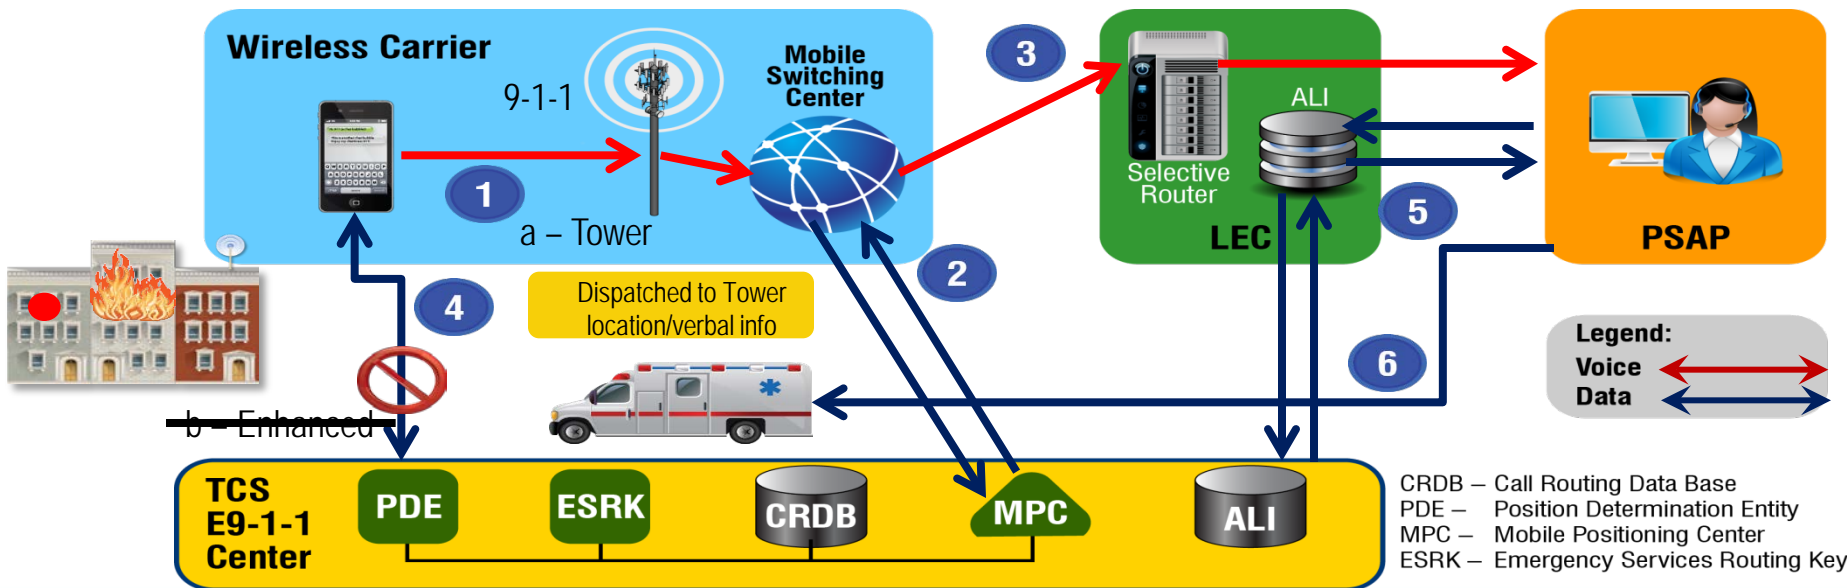 Wireless Carrier
9-1-1
Mobile
Switching
Center
3
ALI
Selective
Router
LEC
PSAP
1
a – Tower
2
5
4
Dispatched to Tower
location/verbal info
6
Legend:
Voice
Data
b – Enhanced
TCS
E9-1-1
Center
PDE
ESRK
CRDB
MPC
ALI
CRDB – Call Routing Data Base
PDE – Position Determination Entity
MPC – Mobile Positioning Center
ESRK – Emergency Services Routing Key